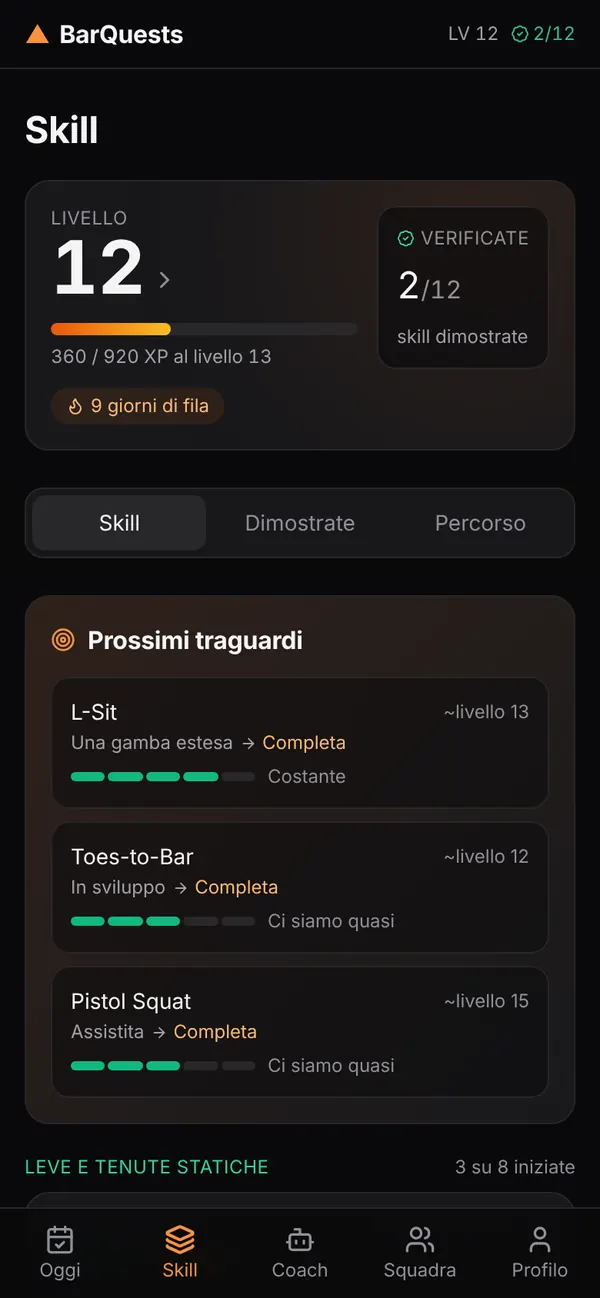 BarQuests
LV 12 2/12
Skill
LIVELLO
12
360 / 920 XP al livello 13
9 giorni di fila
VERIFICATE
2/12
skill dimostrate
Skill Dimostrate Percorso
Prossimi traguardi
L-Sit ~livello 13
Una gamba estesa → Completa
Costante
Toes-to-Bar ~livello 12
In sviluppo → Completa
Ci siamo quasi
Pistol Squat ~livello 15
Assistita → Completa
Ci siamo quasi
LEVE E TENUTE STATICHE 3 su 8 iniziate
Oggi Skill Coach Squadra Profilo